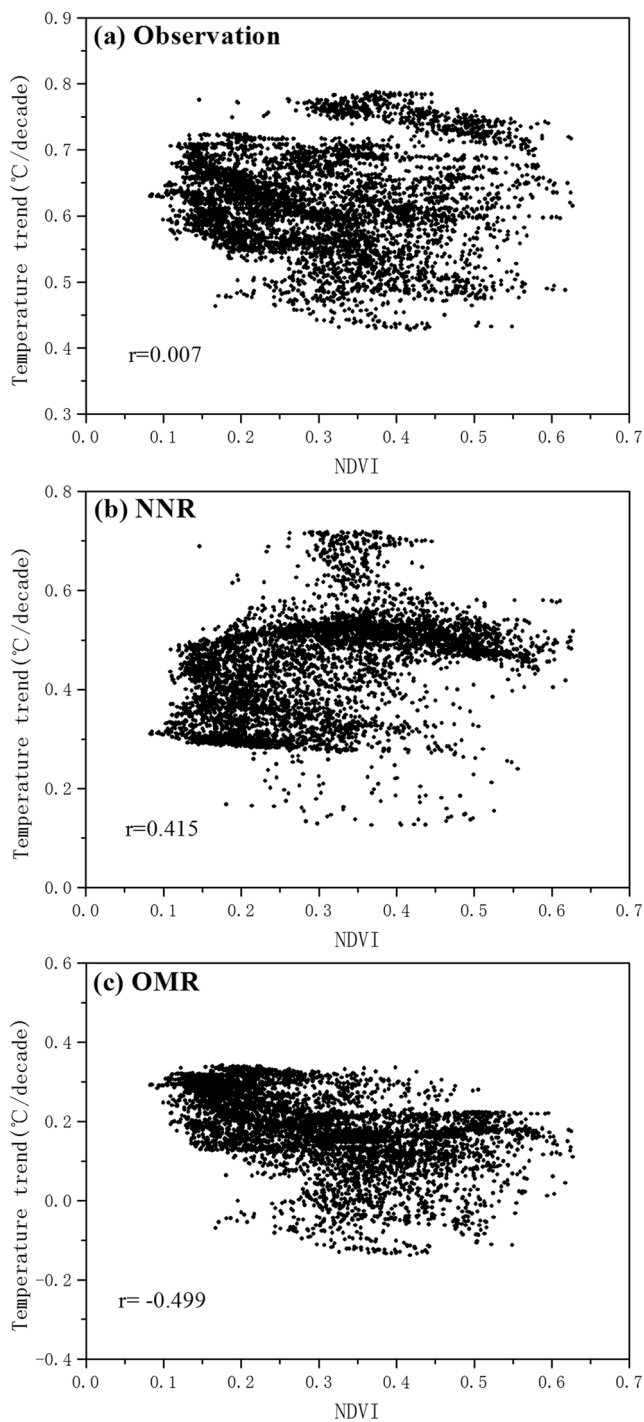 (a) Observation
0.9
0.8
0.7
0.6
0.5
0.4
0.3
Temperature trend(℃/decade)
r=0.007
0.0 0.1 0.2 0.3 0.4 0.5 0.6 0.7
NDVI
(b) NNR
0.8
0.6
0.4
0.2
0.0
Temperature trend(℃/decade)
r=0.415
0.0 0.1 0.2 0.3 0.4 0.5 0.6 0.7
NDVI
(c) OMR
0.6
0.4
0.2
0.0
-0.2
-0.4
Temperature trend(℃/decade)
r= -0.499
0.0 0.1 0.2 0.3 0.4 0.5 0.6 0.7
NDVI